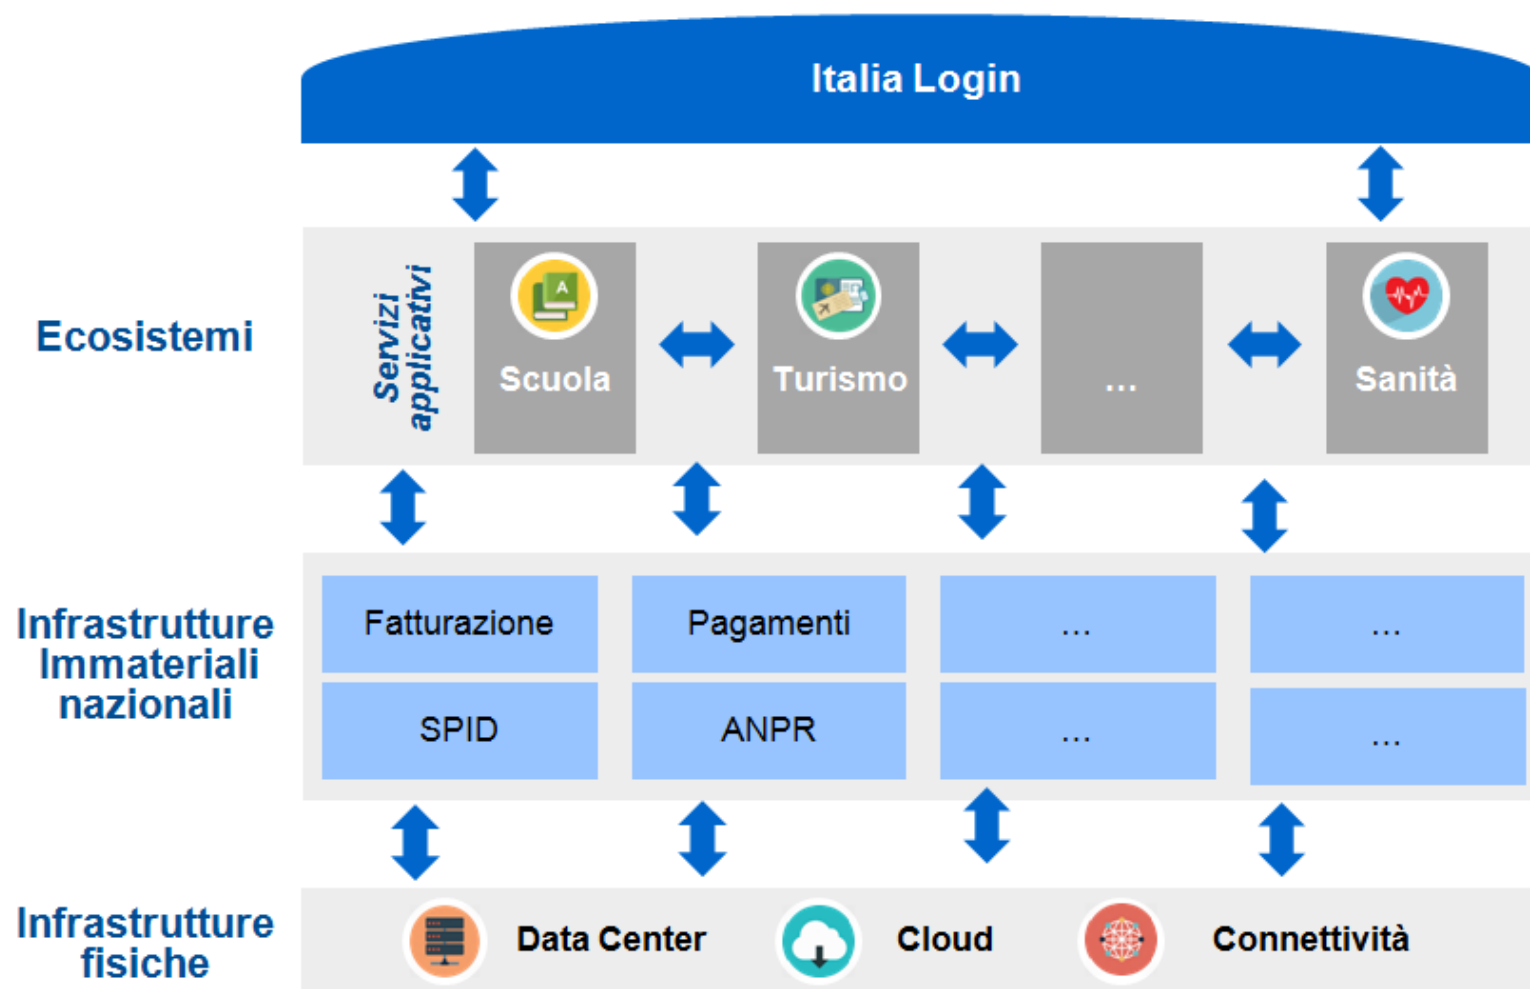 Italia Login
Ecosistemi
Servizi
applicativi
Scuola
Turismo
...
Sanità
Infrastrutture
Immateriali
nazionali
Fatturazione
Pagamenti
...
...
SPID
ANPR
...
...
Infrastrutture
fisiche
Data Center
Cloud
Connettività